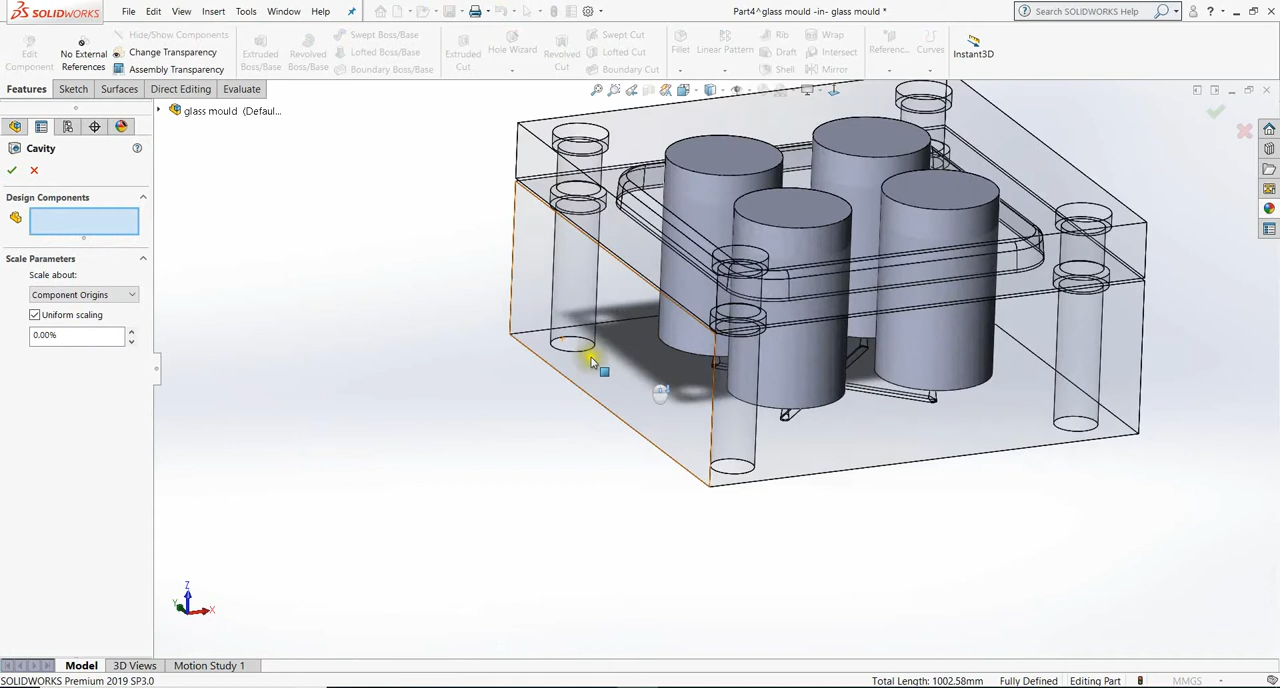 SOLIDWORKS File Edit View Insert Tools Window Help Part4^glass mould -in- glass mould * Search SOLIDWORKS Help
Edit Component
No External References
Hide/Show Components
Change Transparency
Assembly Transparency
Extruded Boss/Base
Revolved Boss/Base
Swept Boss/Base
Lofted Boss/Base
Boundary Boss/Base
Extruded Cut
Hole Wizard
Revolved Cut
Swept Cut
Lofted Cut
Boundary Cut
Fillet
Linear Pattern
Rib
Draft
Shell
Wrap
Intersect
Mirror
Referenc...
Curves
Instant3D
Features Sketch Surfaces Direct Editing Evaluate
glass mould (Defaul...
Cavity
Design Components
Scale Parameters
Scale about:
Component Origins
Uniform scaling
0.00%
Z
Y X
Model 3D Views Motion Study 1
SOLIDWORKS Premium 2019 SP3.0 Total Length: 1002.58mm Fully Defined Editing Part MMGS